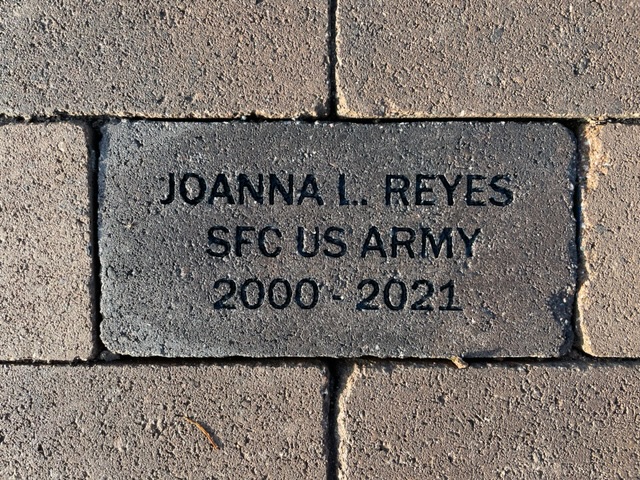 JOANNA L. REYES
SFC US ARMY
2000 - 2021